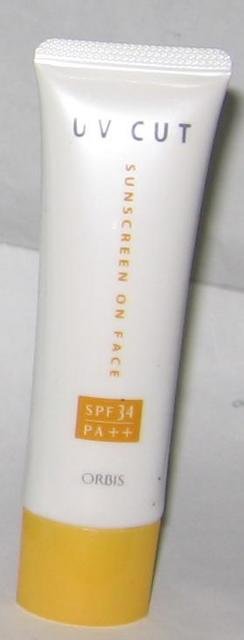 UV CUT
SUNSCREEN ON FACE
SPF34
PA++
ORBIS